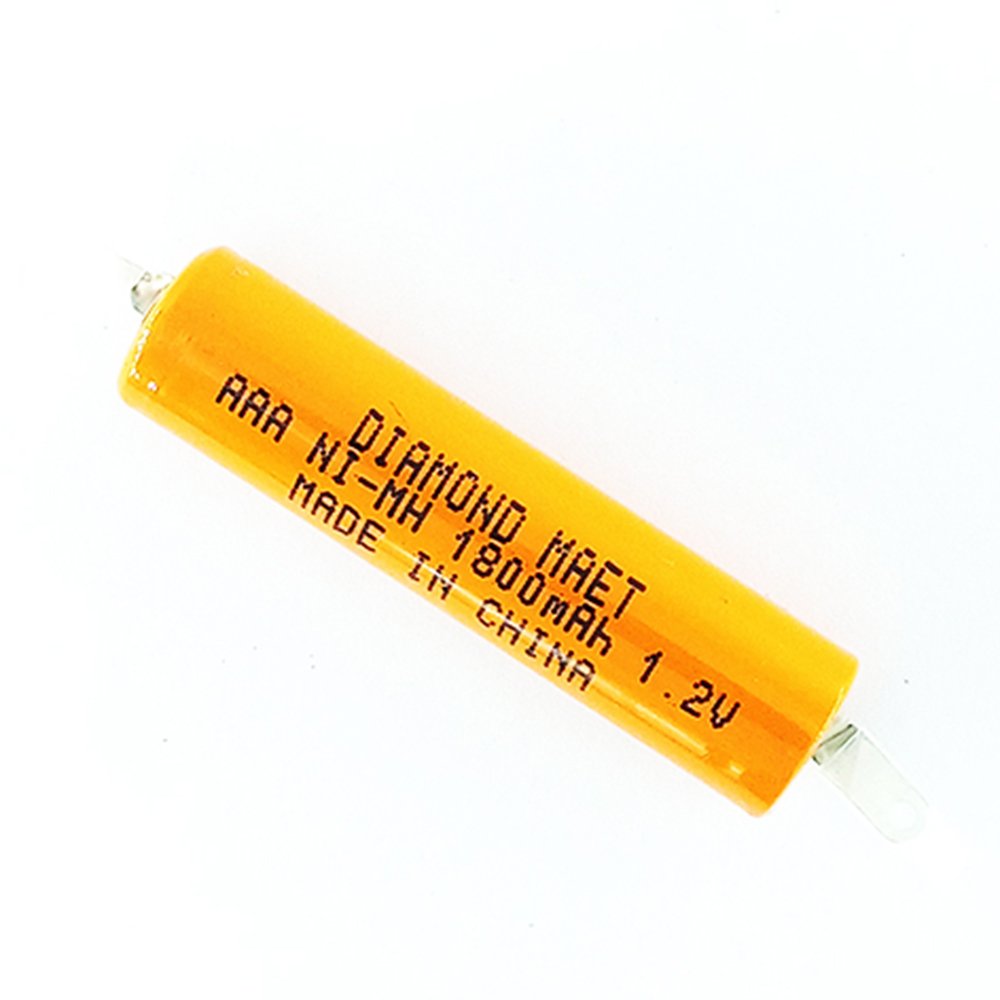 DIAMOND MAET
AAA NI-MH 1800mAh 1.2V
MADE IN CHINA